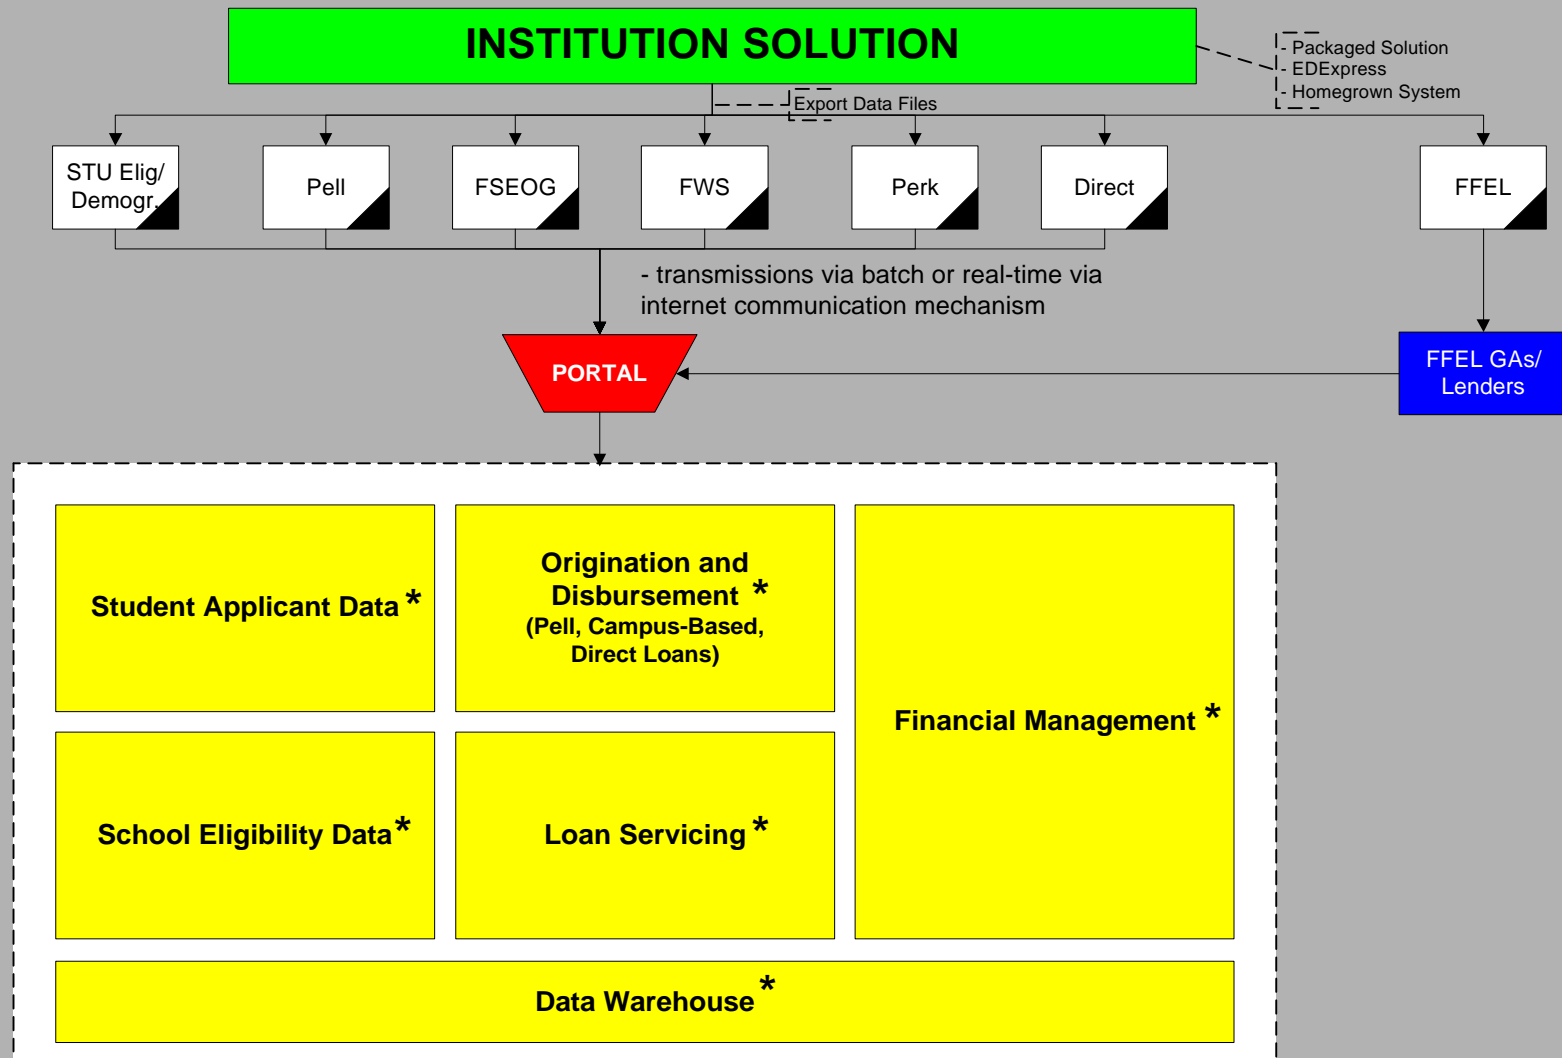 INSTITUTION SOLUTION
- Packaged Solution
- EDExpress
- Homegrown System
Export Data Files
STU Elig/
Demogr.
Pell
FSEOG
FWS
Perk
Direct
FFEL
- transmissions via batch or real-time via
internet communication mechanism
PORTAL
FFEL GAs/
Lenders
Student Applicant Data *
Origination and
Disbursement *
(Pell, Campus-Based,
Direct Loans)
Financial Management *
School Eligibility Data *
Loan Servicing *
Data Warehouse *